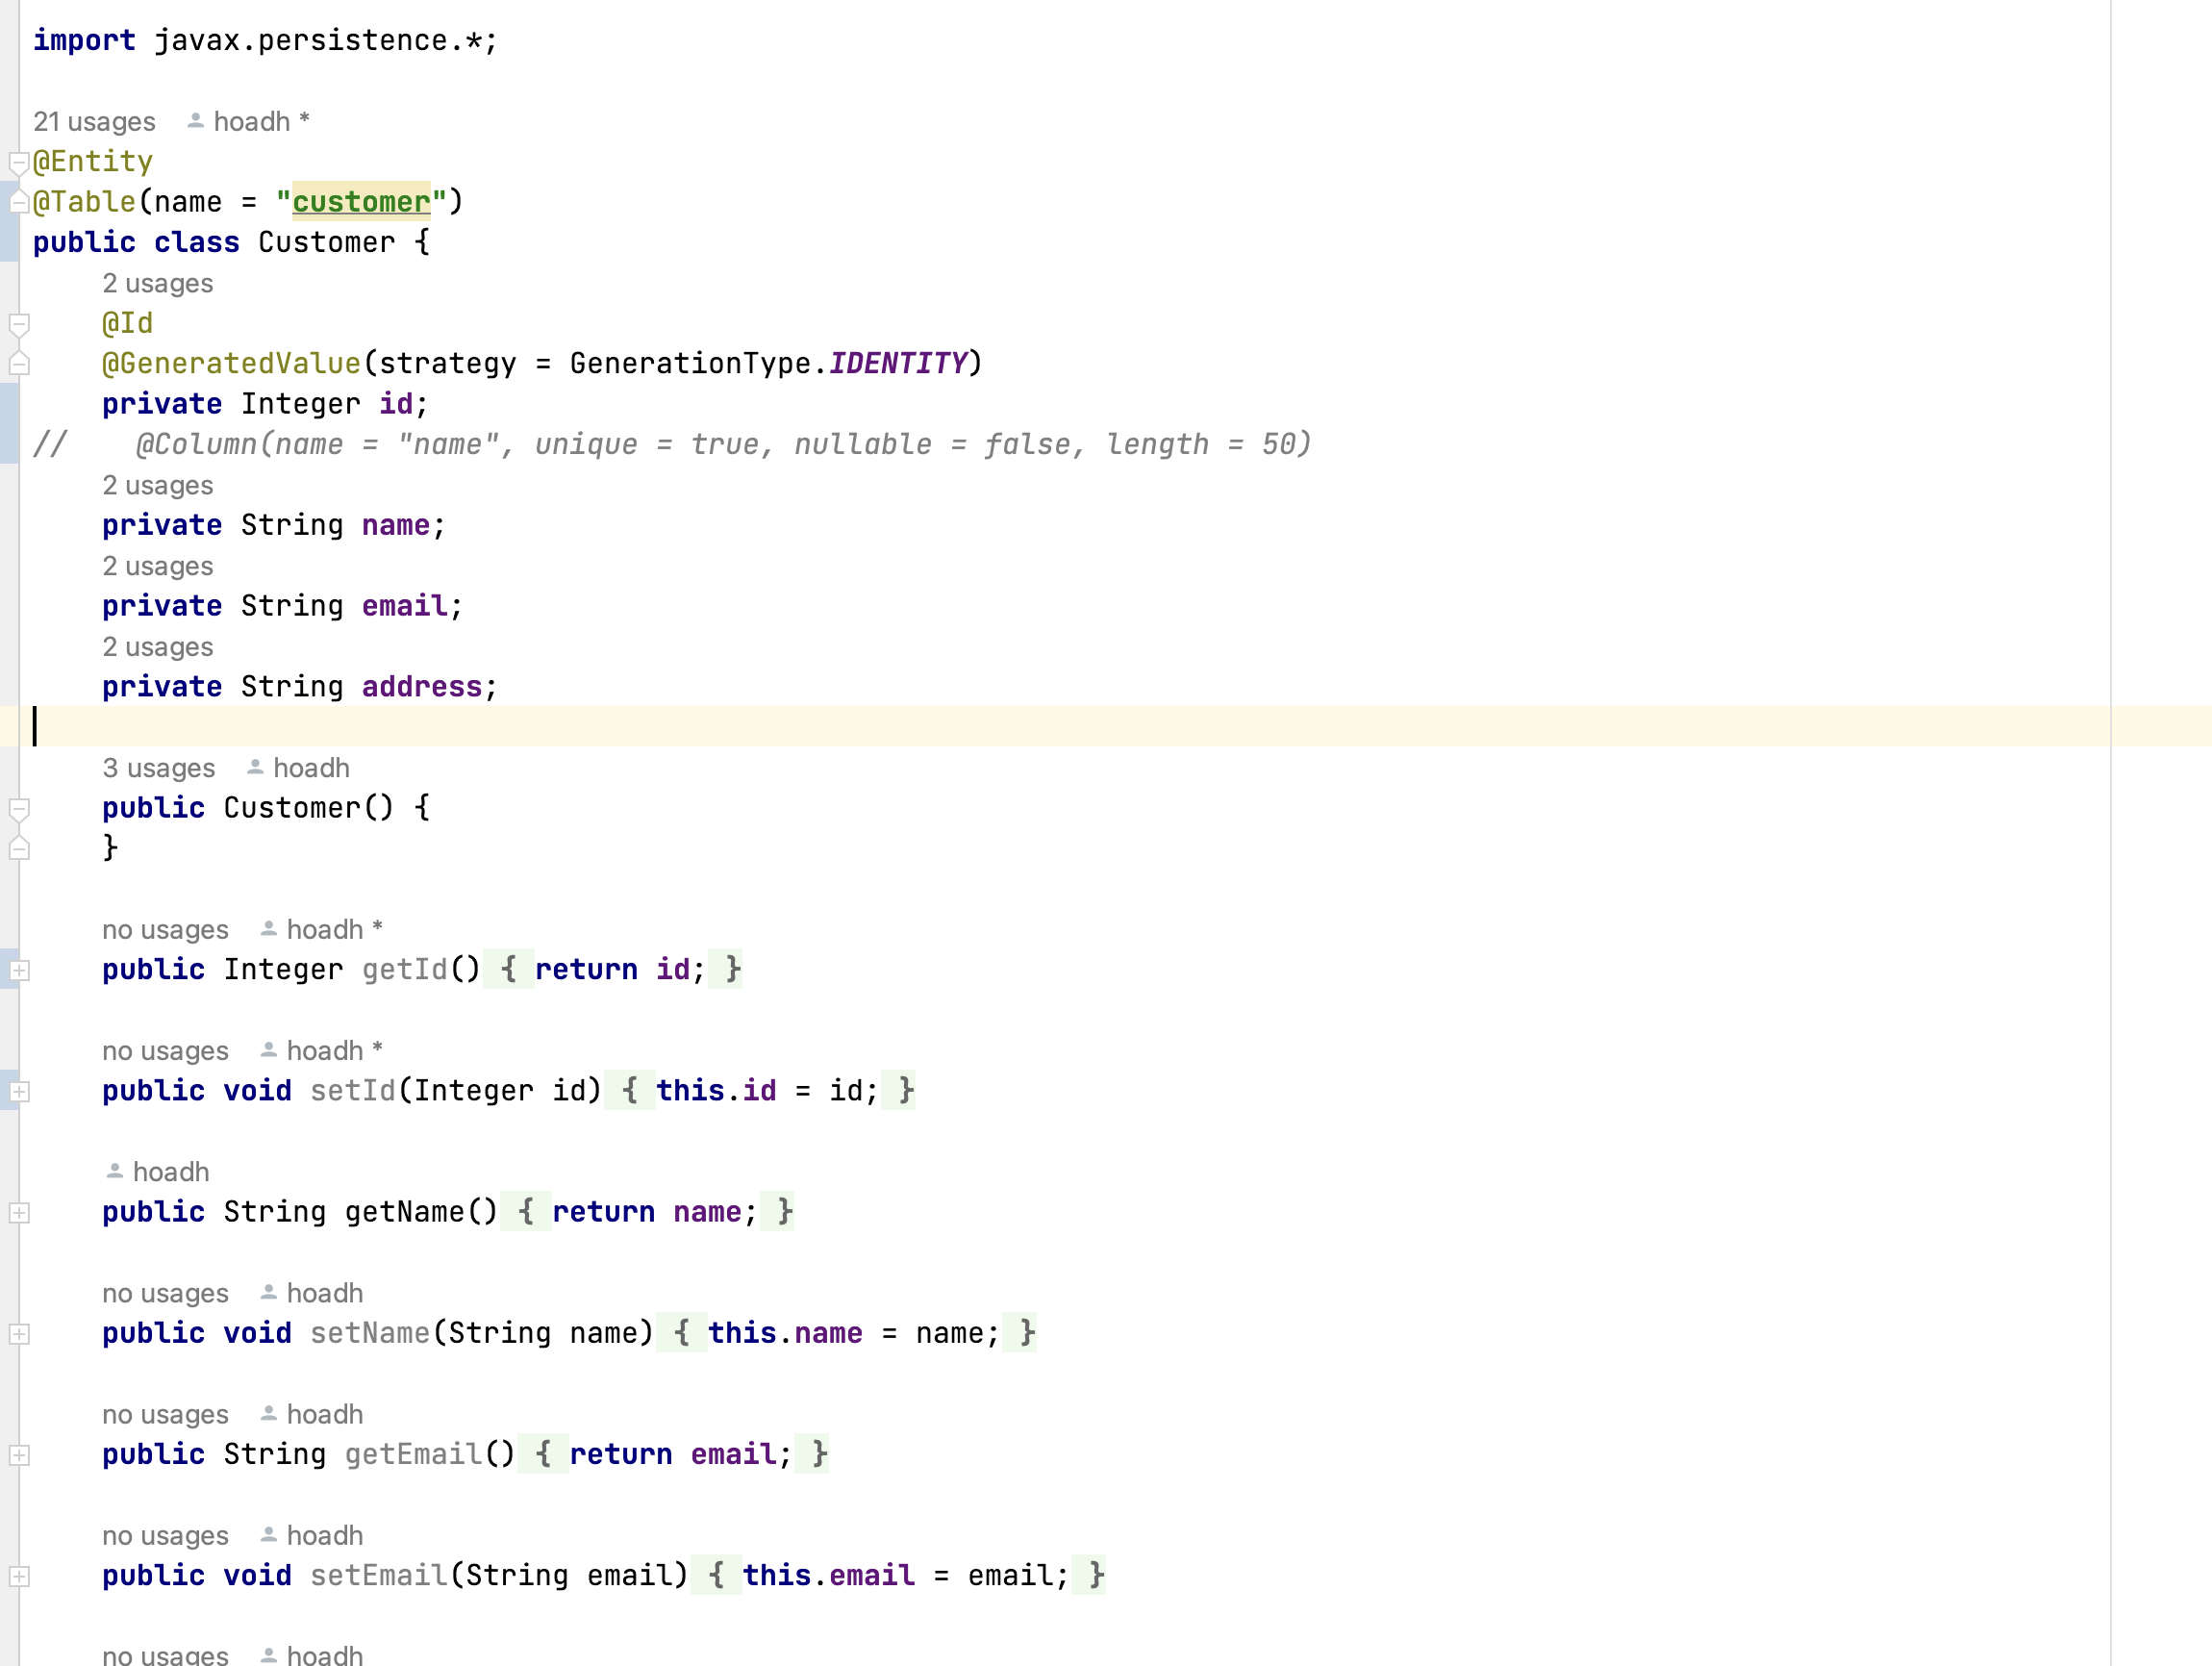 import javax.persistence.*;
21 usages hoadh *
@Entity
@Table(name = "customer")
public class Customer {
2 usages
@Id
@GeneratedValue(strategy = GenerationType.IDENTITY)
private Integer id;
// @Column(name = "name", unique = true, nullable = false, length = 50)
2 usages
private String name;
2 usages
private String email;
2 usages
private String address;
3 usages hoadh
public Customer() {
}
no usages hoadh *
public Integer getId() { return id; }
no usages hoadh *
public void setId(Integer id) { this.id = id; }
hoadh
public String getName() { return name; }
no usages hoadh
public void setName(String name) { this.name = name; }
no usages hoadh
public String getEmail() { return email; }
no usages hoadh
public void setEmail(String email) { this.email = email; }
no usages hoadh